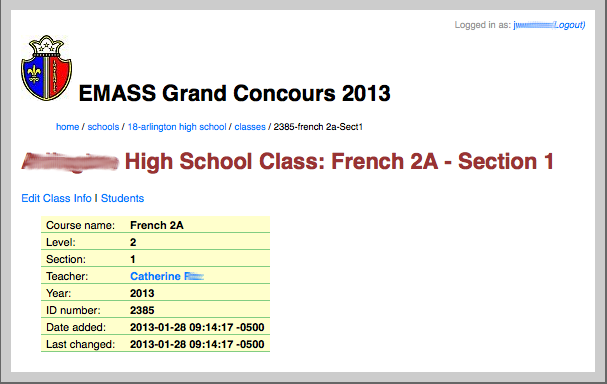 Logged in as: Logout)
EMASS Grand Concours 2013
home / schools / 18-arlington high school / classes / 2385-french 2a-Sect1
High School Class: French 2A - Section 1
Edit Class Info | Students
Course name: French 2A
Level: 2
Section: 1
Teacher: Catherine
Year: 2013
ID number: 2385
Date added: 2013-01-28 09:14:17 -0500
Last changed: 2013-01-28 09:14:17 -0500